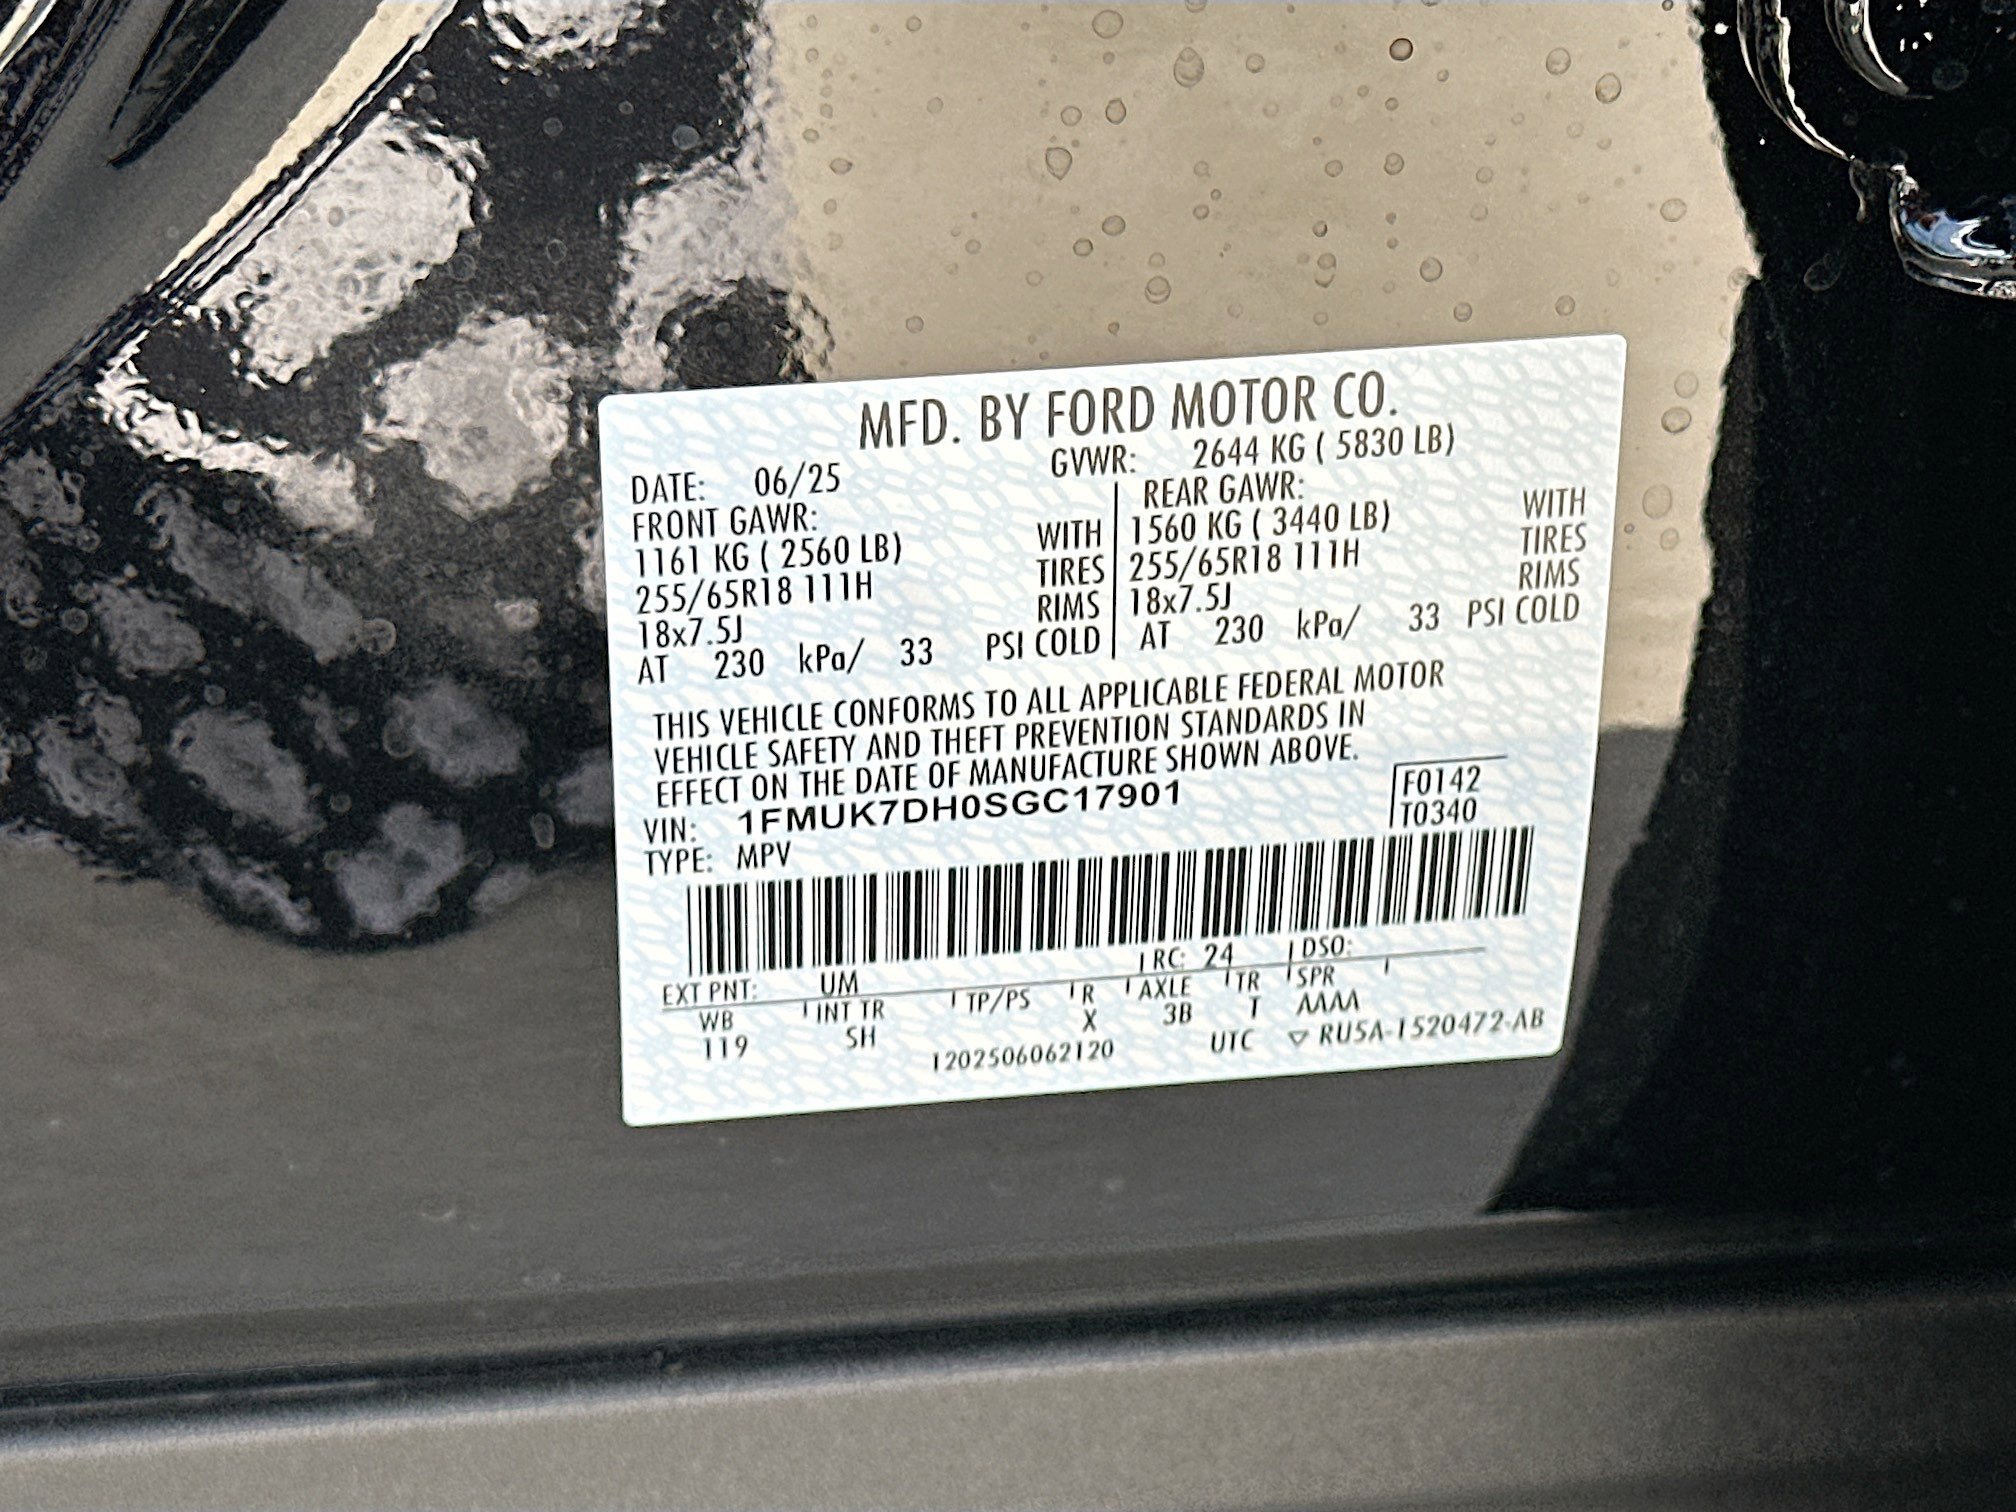 MFD. BY FORD MOTOR CO.
DATE: 06/25 GVWR: 2644 KG ( 5830 LB)
FRONT GAWR: REAR GAWR:
1161 KG ( 2560 LB) WITH 1560 KG ( 3440 LB) WITH
255/65R18 111H TIRES 255/65R18 111H TIRES
18x7.5J RIMS 18x7.5J RIMS
AT 230 kPa/ 33 PSI COLD AT 230 kPa/ 33 PSI COLD
THIS VEHICLE CONFORMS TO ALL APPLICABLE FEDERAL MOTOR
VEHICLE SAFETY AND THEFT PREVENTION STANDARDS IN
EFFECT ON THE DATE OF MANUFACTURE SHOWN ABOVE.
VIN: 1FMUK7DH0SGC17901 F0142
TYPE: MPV T0340
EXT PNT: UM RC: 24 DSO:
WB INT TR TP/PS R AXLE TR SPR
119 SH X 3B T AAAA
1202506062120 UTC ▽ RU5A-1520472-AB